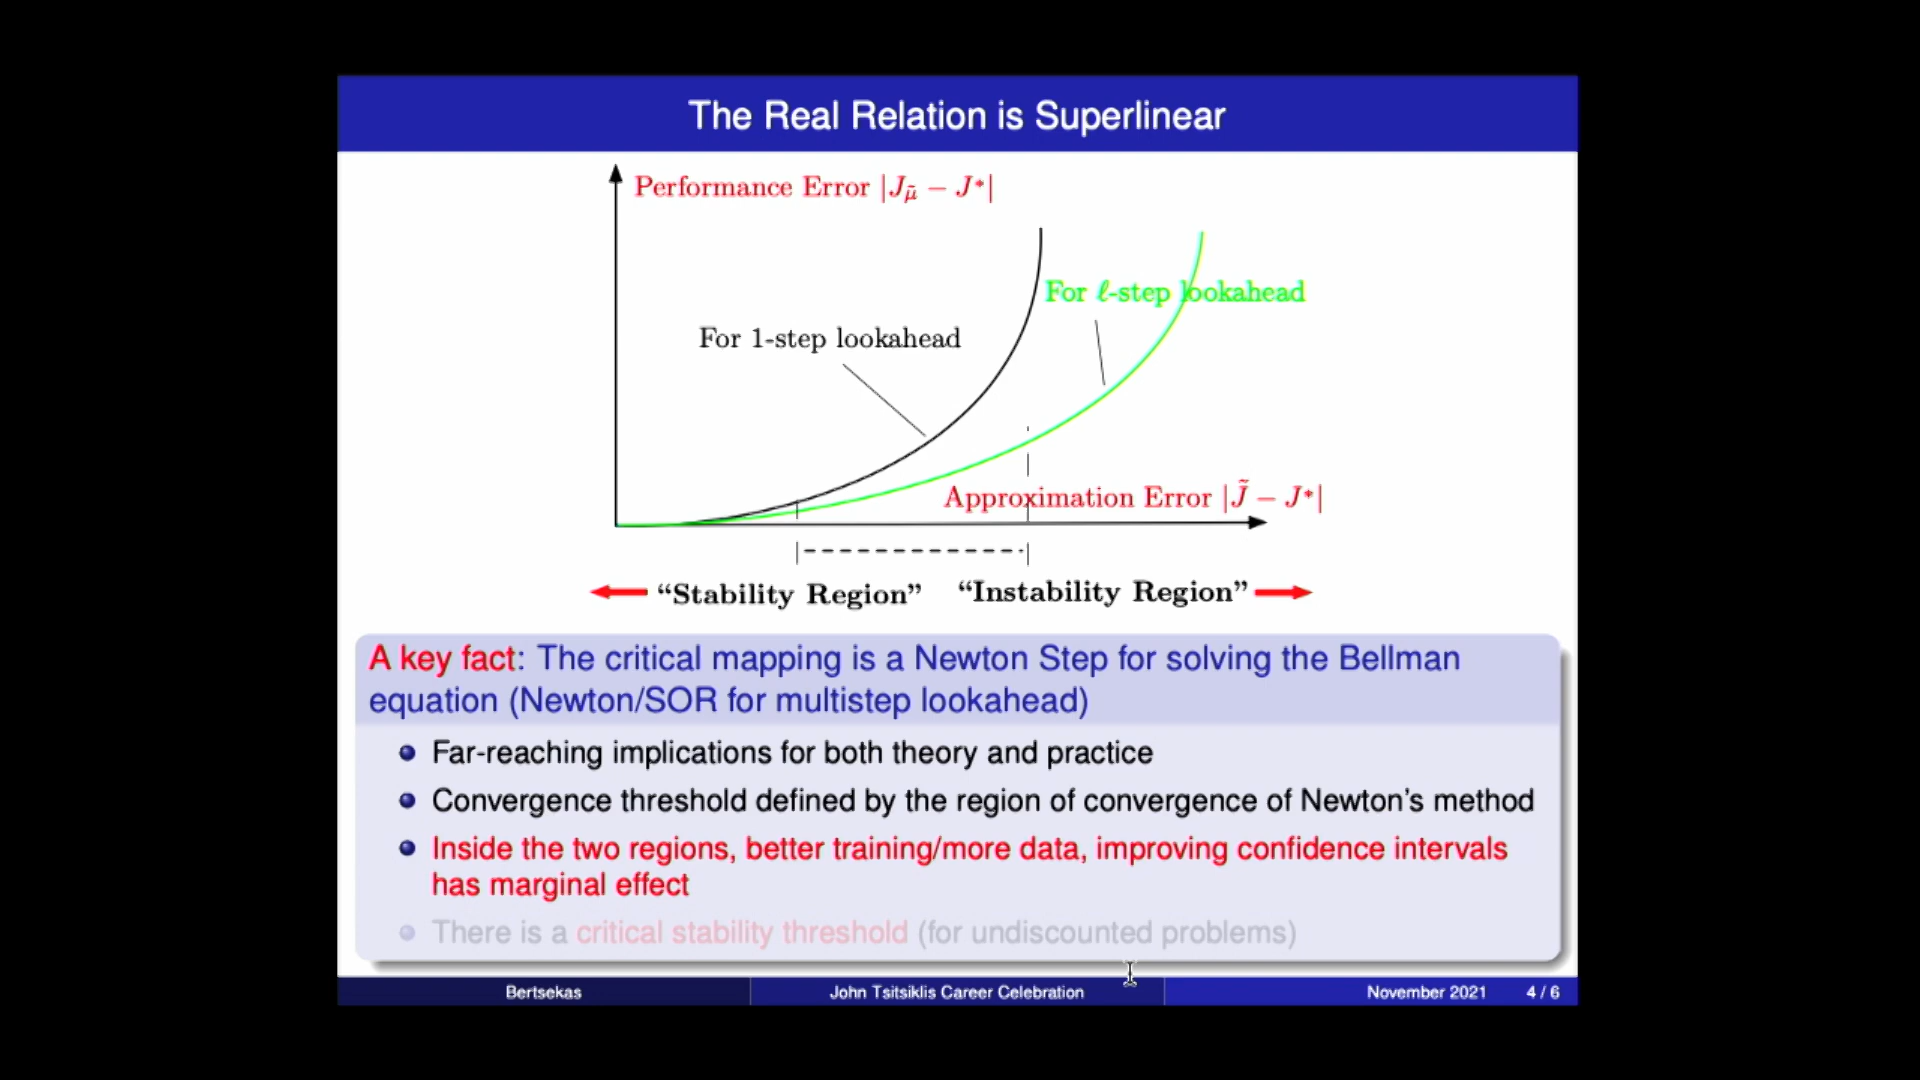 The Real Relation is Superlinear
Performance Error |J_μ̃ − J*|
For ℓ-step lookahead
For 1-step lookahead
Approximation Error |J̃ − J*|
“Stability Region” “Instability Region”
A key fact: The critical mapping is a Newton Step for solving the Bellman
equation (Newton/SOR for multistep lookahead)
Far-reaching implications for both theory and practice
Convergence threshold defined by the region of convergence of Newton’s method
Inside the two regions, better training/more data, improving confidence intervals
has marginal effect
There is a critical stability threshold (for undiscounted problems)
Bertsekas John Tsitsiklis Career Celebration November 2021 4 / 6